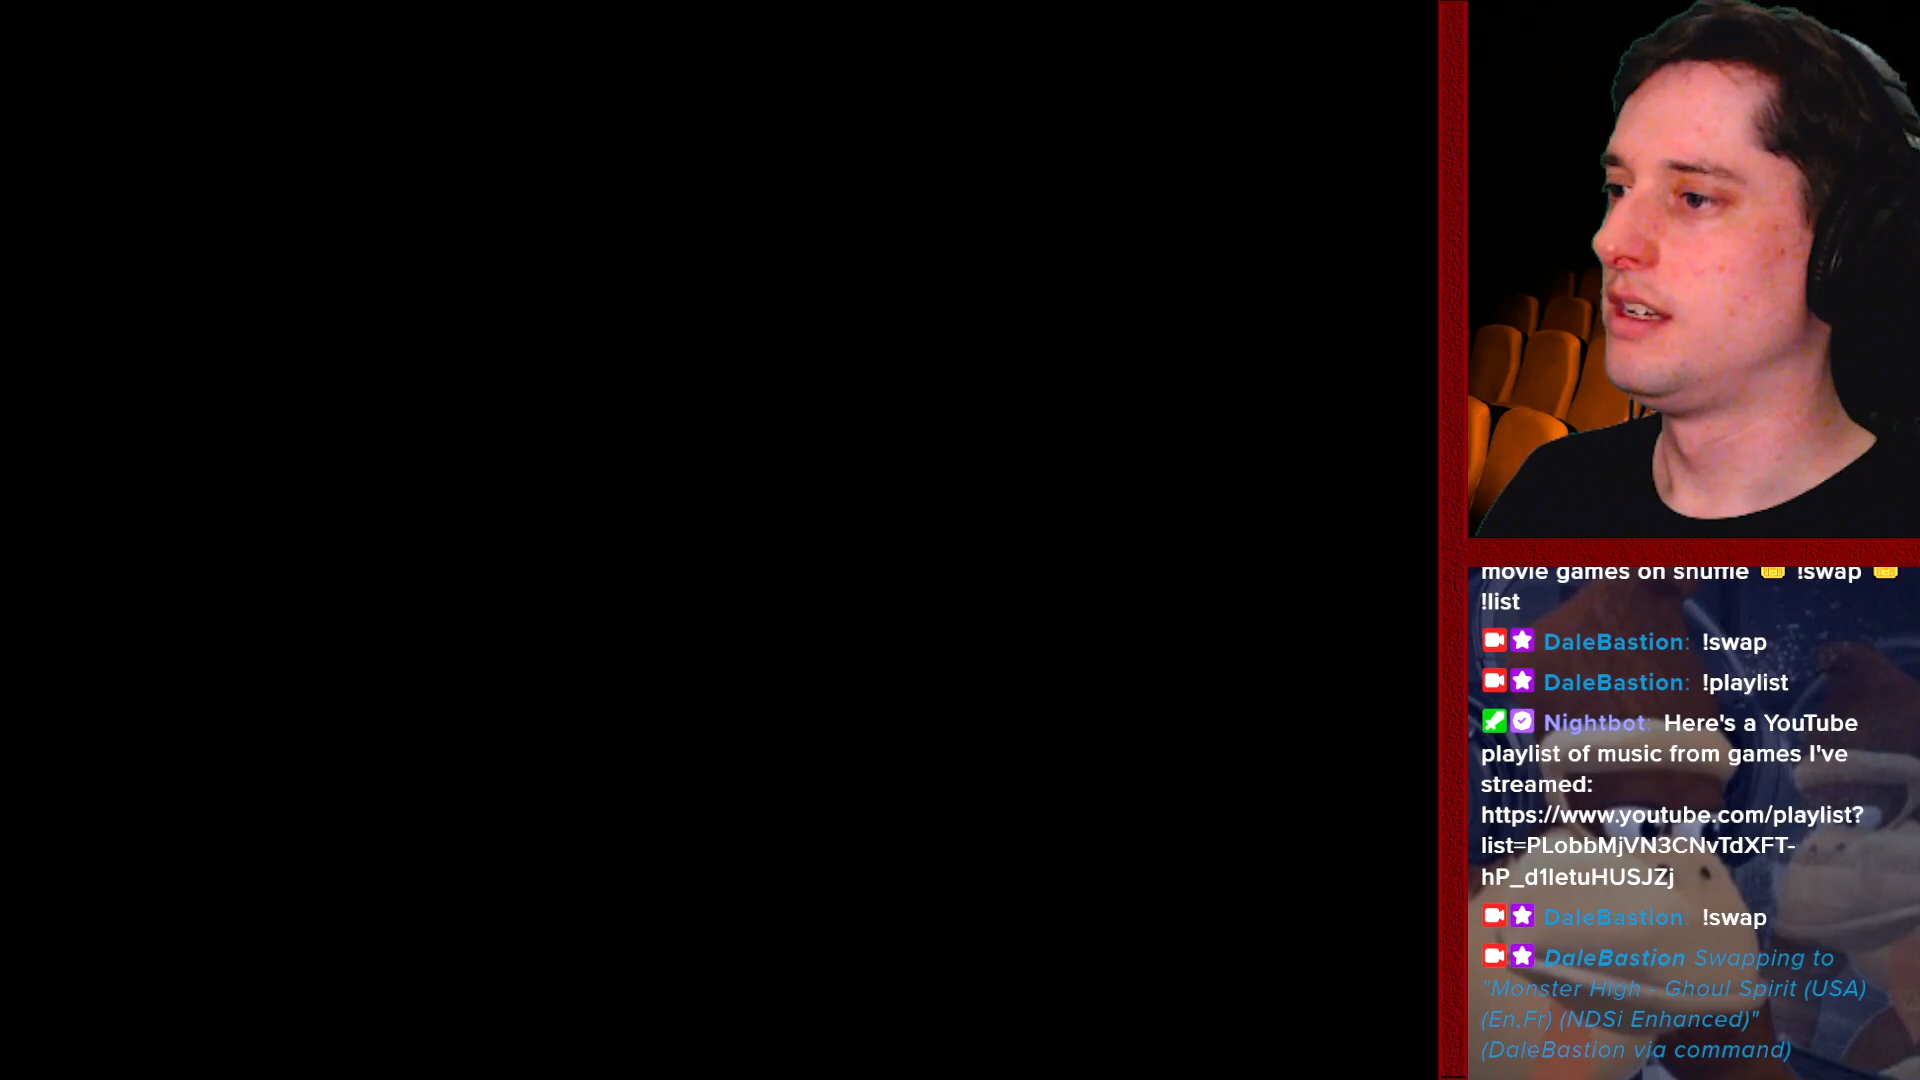 movie games on shuffle !swap
!list
DaleBastion: !swap
DaleBastion: !playlist
Nightbot: Here's a YouTube
playlist of music from games I've
streamed:
https://www.youtube.com/playlist?
list=PLobbMjVN3CNvTdXFT-
hP_d1letuHUSJZj
DaleBastion: !swap
DaleBastion Swapping to
"Monster High - Ghoul Spirit (USA)
(En,Fr) (NDSi Enhanced)"
(DaleBastion via command)